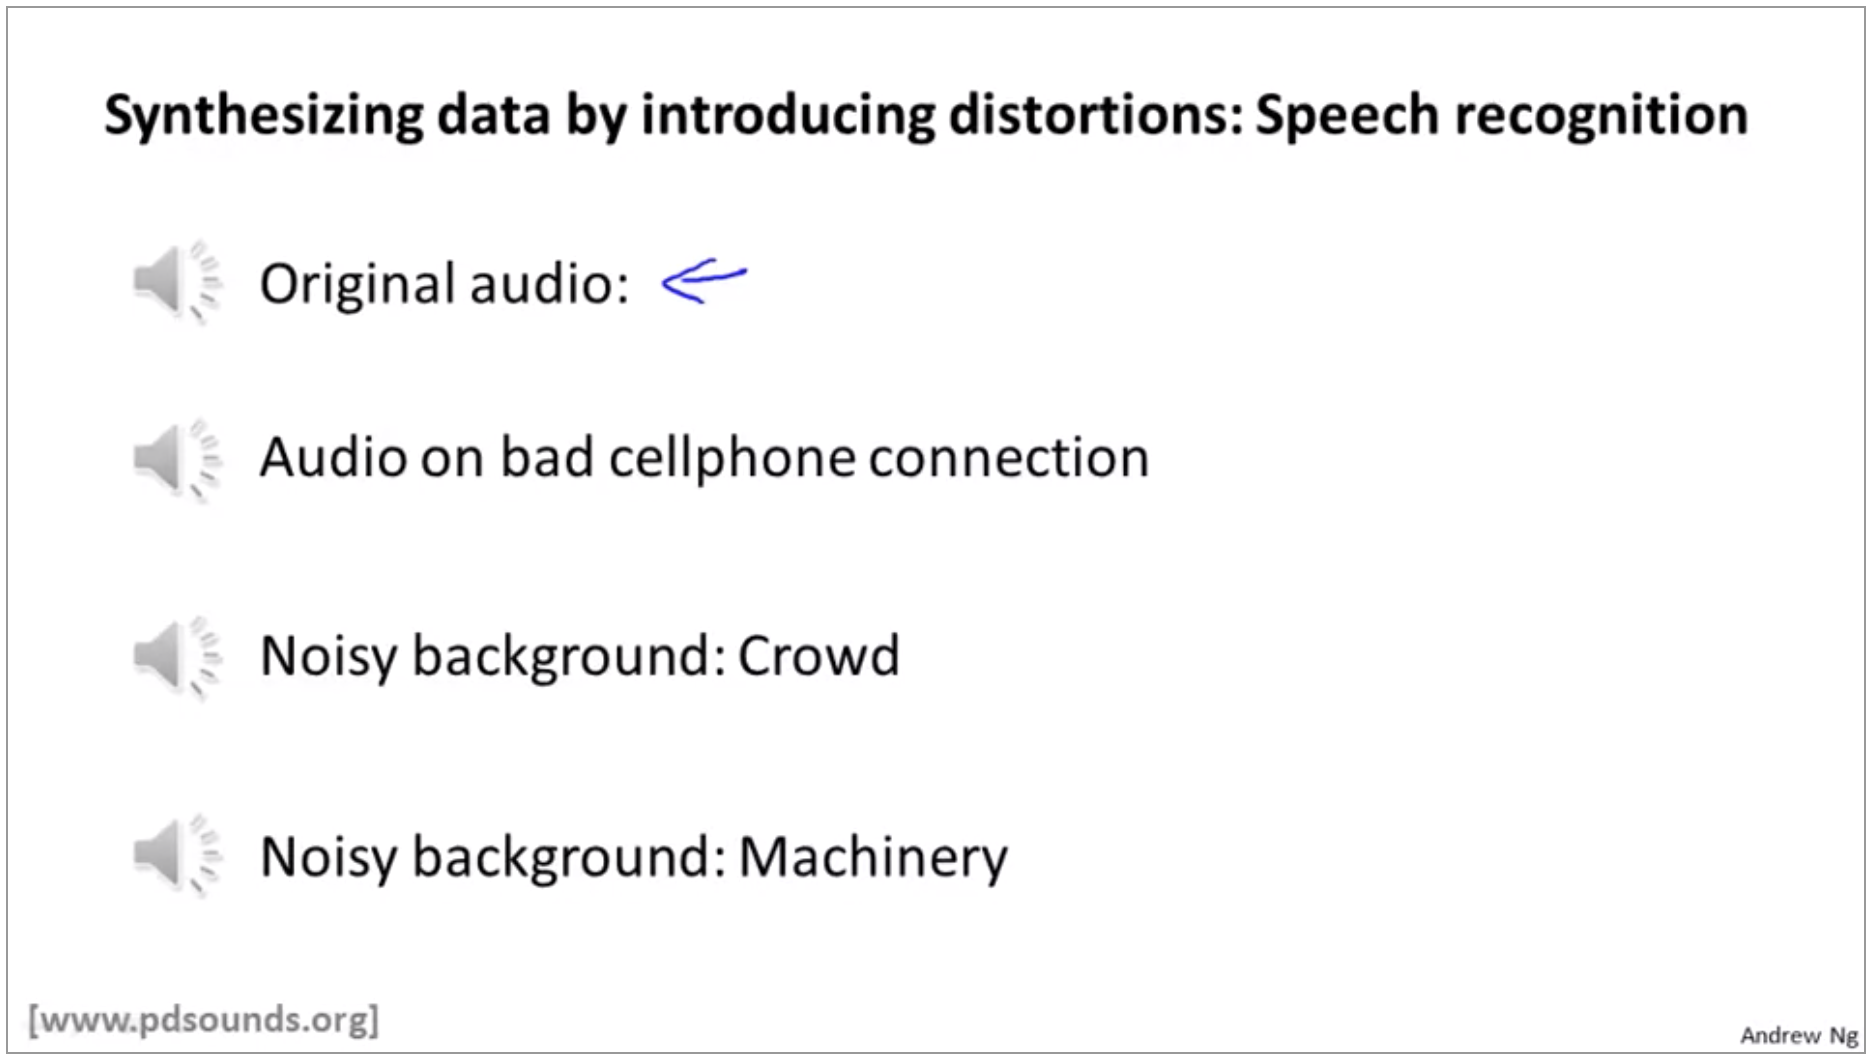 Synthesizing data by introducing distortions: Speech recognition
Original audio:
Audio on bad cellphone connection
Noisy background: Crowd
Noisy background: Machinery
[www.pdsounds.org]
Andrew Ng